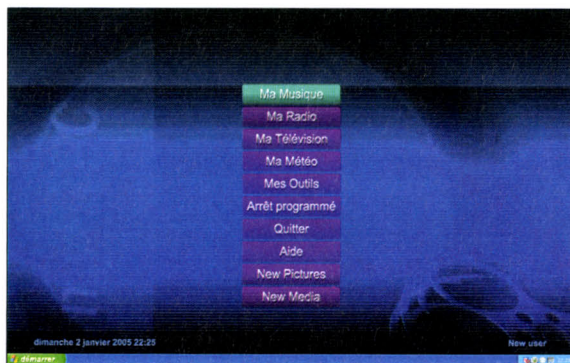 Ma Musique
Ma Radio
Ma Télévision
Ma Météo
Mes Outils
Arrêt programmé
Quitter
Aide
New Pictures
New Media
dimanche 2 janvier 2005 22:25
New user
démarrer